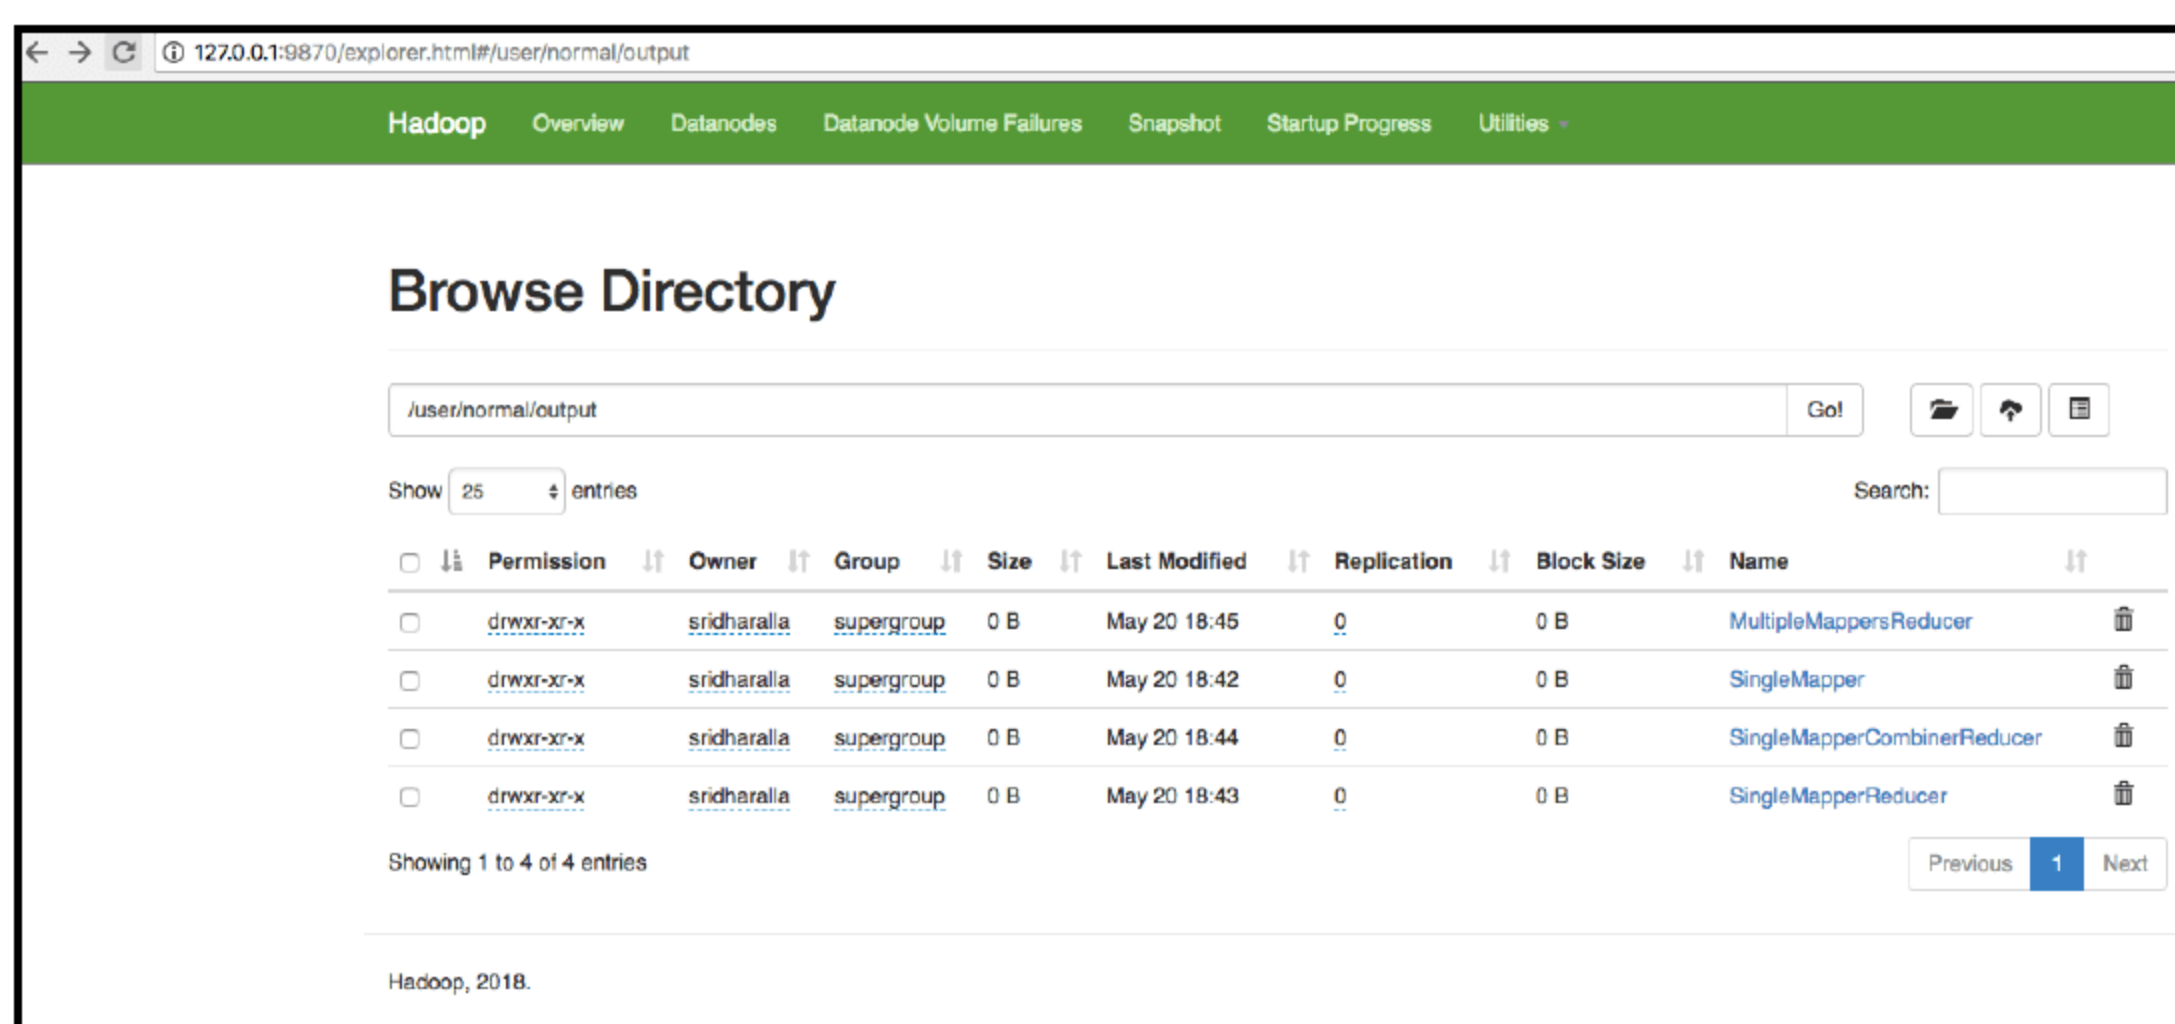 127.0.0.1:9870/explorer.html#/user/normal/output
Hadoop Overview Datanodes Datanode Volume Failures Snapshot Startup Progress Utilities
Browse Directory
/user/normal/output Go!
Show 25 entries Search:
Permission Owner Group Size Last Modified Replication Block Size Name
drwxr-xr-x sridharalla supergroup 0 B May 20 18:45 0 0 B MultipleMappersReducer
drwxr-xr-x sridharalla supergroup 0 B May 20 18:42 0 0 B SingleMapper
drwxr-xr-x sridharalla supergroup 0 B May 20 18:44 0 0 B SingleMapperCombinerReducer
drwxr-xr-x sridharalla supergroup 0 B May 20 18:43 0 0 B SingleMapperReducer
Showing 1 to 4 of 4 entries Previous 1 Next
Hadoop, 2018.